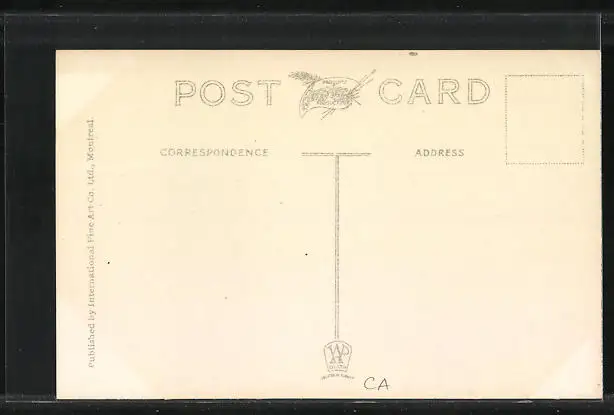 POST CARD
CORRESPONDENCE
ADDRESS
Published by International Fine Art Co. Ltd., Montreal.
CA